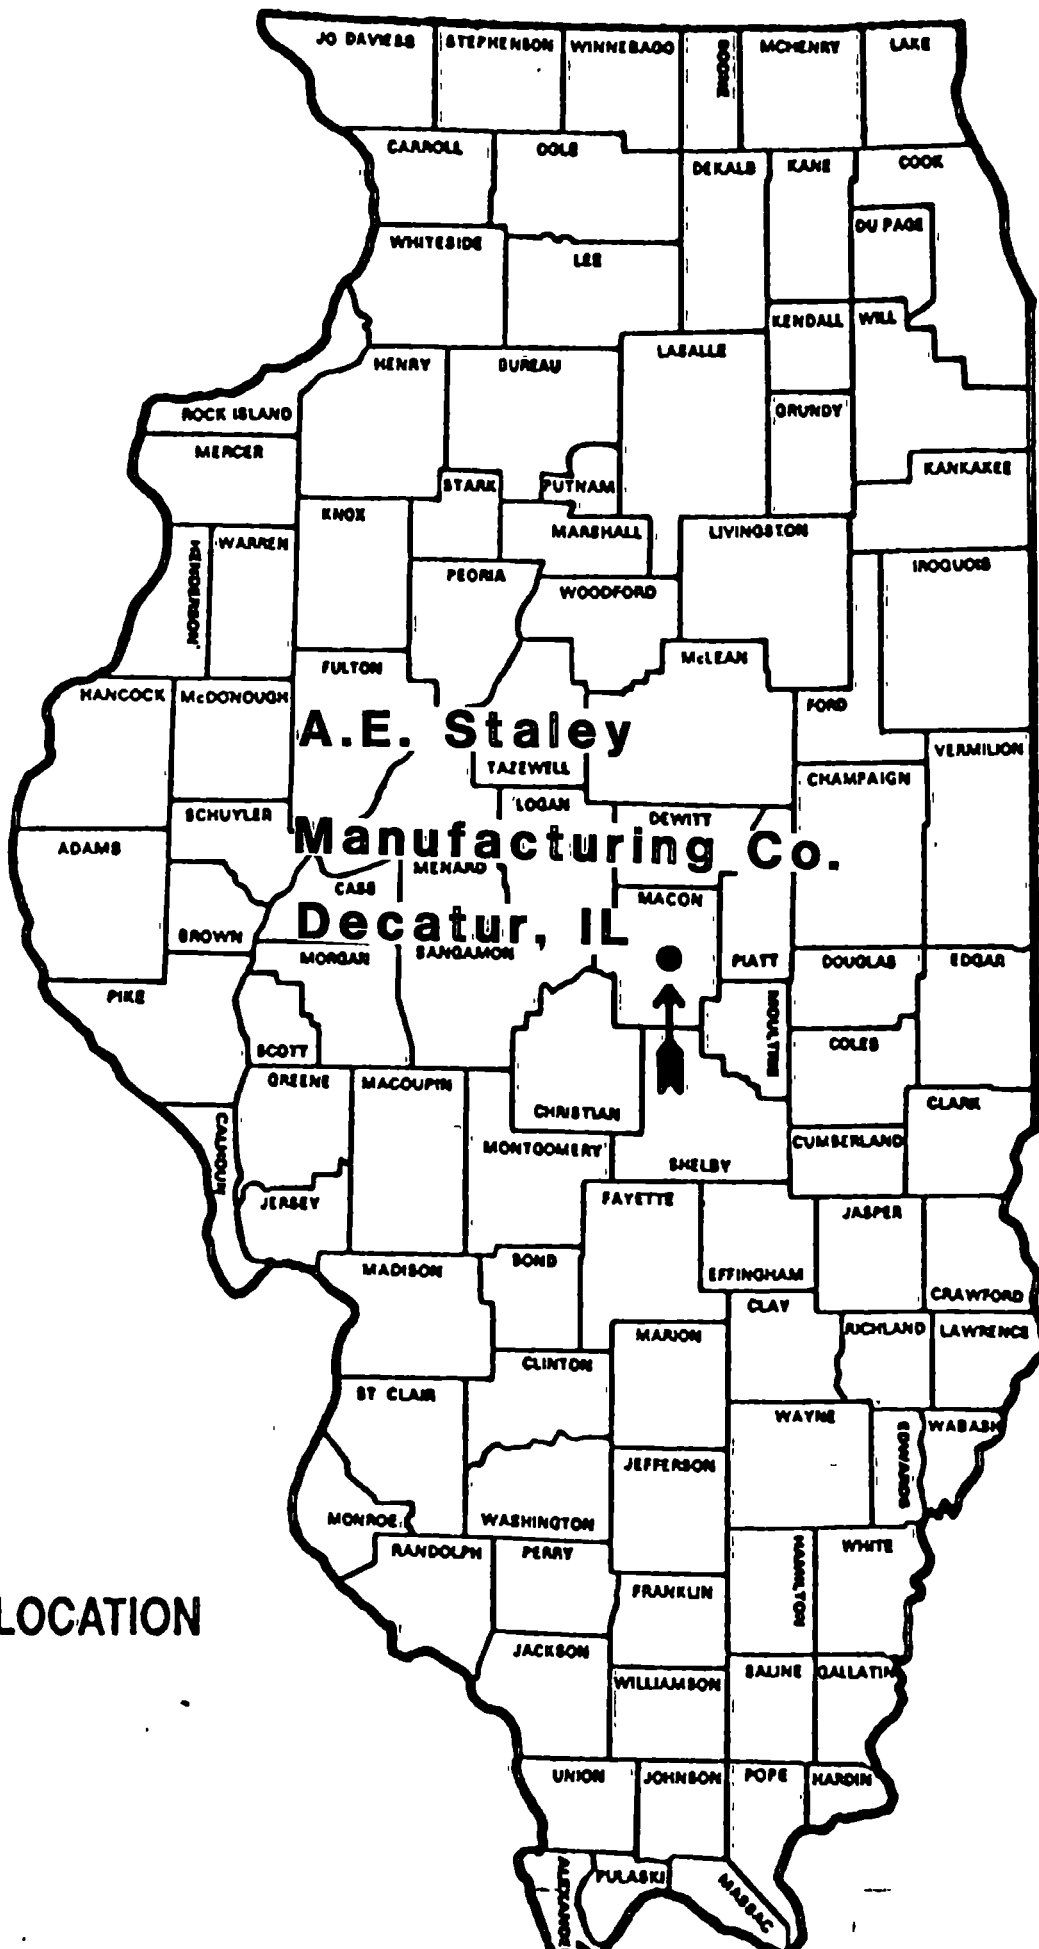 JO DAVIESS STEPHENSON WINNEBAGO BOONE MCHENRY LAKE
CARROLL OGLE DEKALB KANE COOK
DU PAGE
WHITESIDE LEE
KENDALL WILL
HENRY BUREAU LASALLE
ROCK ISLAND GRUNDY
MERCER KANKAKEE
STARK PUTNAM
KNOX MARSHALL LIVINGSTON
HENDERSON WARREN IROQUOIS
PEORIA WOODFORD
FULTON McLEAN
HANCOCK McDONOUGH FORD
A.E. Staley
VERMILION
TAZEWELL CHAMPAIGN
LOGAN
SCHUYLER DEWITT
ADAMS
Manufacturing Co.
CASS MENARD
MACON
Decatur, IL
BROWN
MORGAN SANGAMON PIATT DOUGLAS EDGAR
PIKE MOULTRIE
SCOTT COLES
GREENE MACOUPIN
CHRISTIAN CLARK
CALHOUN MONTGOMERY CUMBERLAND
SHELBY
JERSEY FAYETTE JASPER
MADISON BOND EFFINGHAM
CLAY CRAWFORD
MARION RICHLAND LAWRENCE
CLINTON
ST CLAIR
WAYNE EDWARDS WABASH
JEFFERSON
MONROE WASHINGTON
RANDOLPH PERRY HAMILTON WHITE
FRANKLIN
LOCATION
JACKSON
WILLIAMSON SALINE GALLATIN
UNION JOHNSON POPE HARDIN
ALEXANDE PULASKI MASSAC